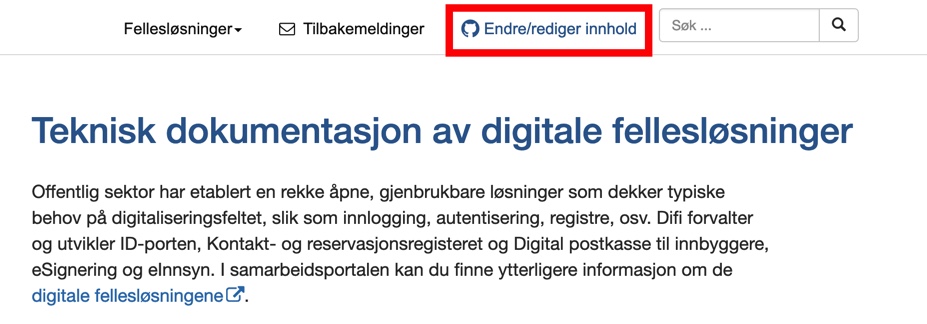 Fellesløsninger Tilbakemeldinger Endre/rediger innhold Søk ...
Teknisk dokumentasjon av digitale fellesløsninger
Offentlig sektor har etablert en rekke åpne, gjenbrukbare løsninger som dekker typiske
behov på digitaliseringsfeltet, slik som innlogging, autentisering, registre, osv. Difi forvalter
og utvikler ID-porten, Kontakt- og reservasjonsregisteret og Digital postkasse til innbyggere,
eSignering og eInnsyn. I samarbeidsportalen kan du finne ytterligere informasjon om de
digitale fellesløsningene.